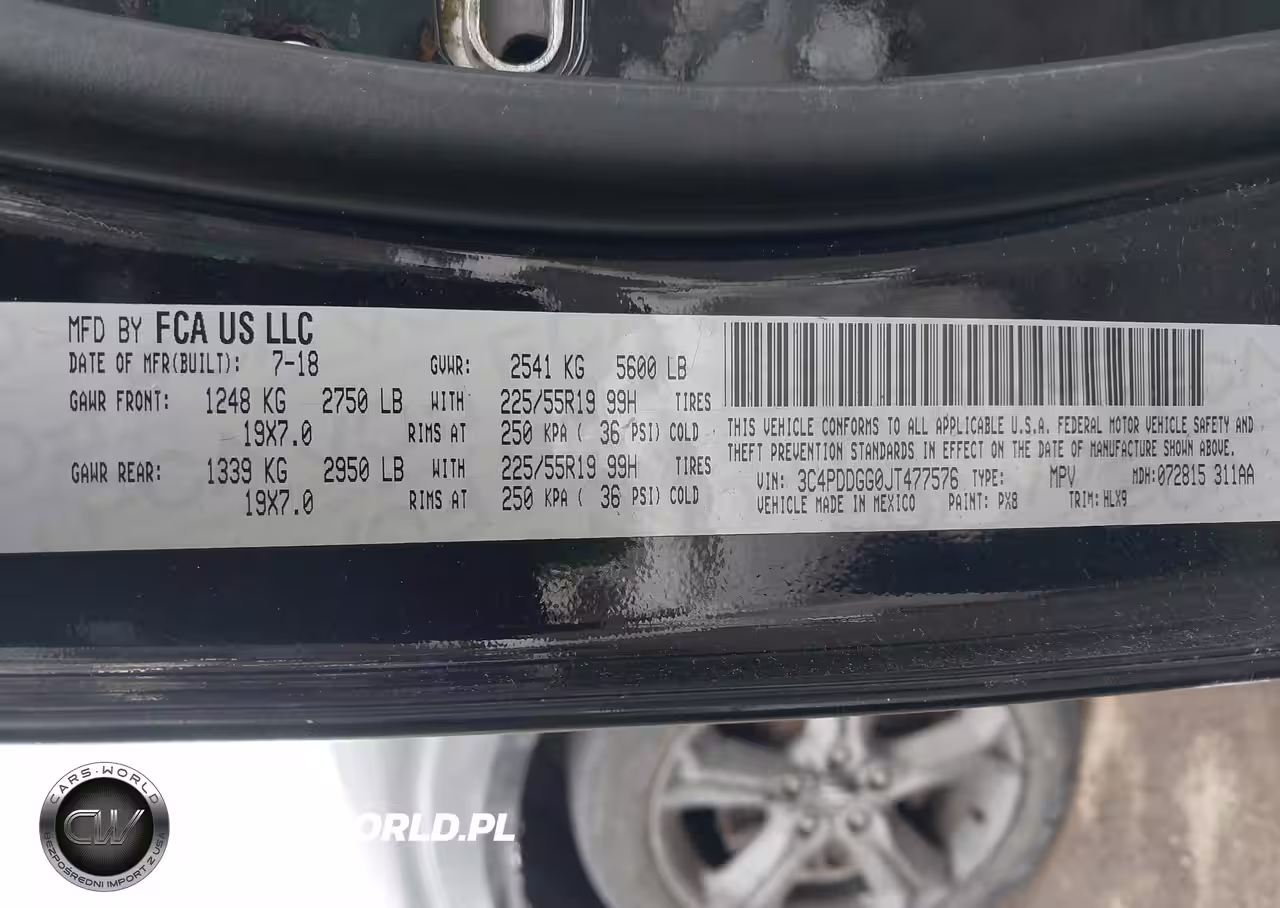 MFD BY FCA US LLC
DATE OF MFR(BUILT): 7-18 GVWR: 2541 KG 5600 LB
GAWR FRONT: 1248 KG 2750 LB WITH 225/55R19 99H TIRES
19X7.0 RIMS AT 250 KPA ( 36 PSI) COLD
GAWR REAR: 1339 KG 2950 LB WITH 225/55R19 99H TIRES
19X7.0 RIMS AT 250 KPA ( 36 PSI) COLD
THIS VEHICLE CONFORMS TO ALL APPLICABLE U.S.A. FEDERAL MOTOR VEHICLE SAFETY AND
THEFT PREVENTION STANDARDS IN EFFECT ON THE DATE OF MANUFACTURE SHOWN ABOVE.
VIN: 3C4PDDGG0JT477576 TYPE: MPV MDH:072815 311AA
VEHICLE MADE IN MEXICO PAINT: PX8 TRIM: HLX9
CARS-WORLD
CW
BEZPOŚREDNI IMPORT Z USA
ORLD.PL